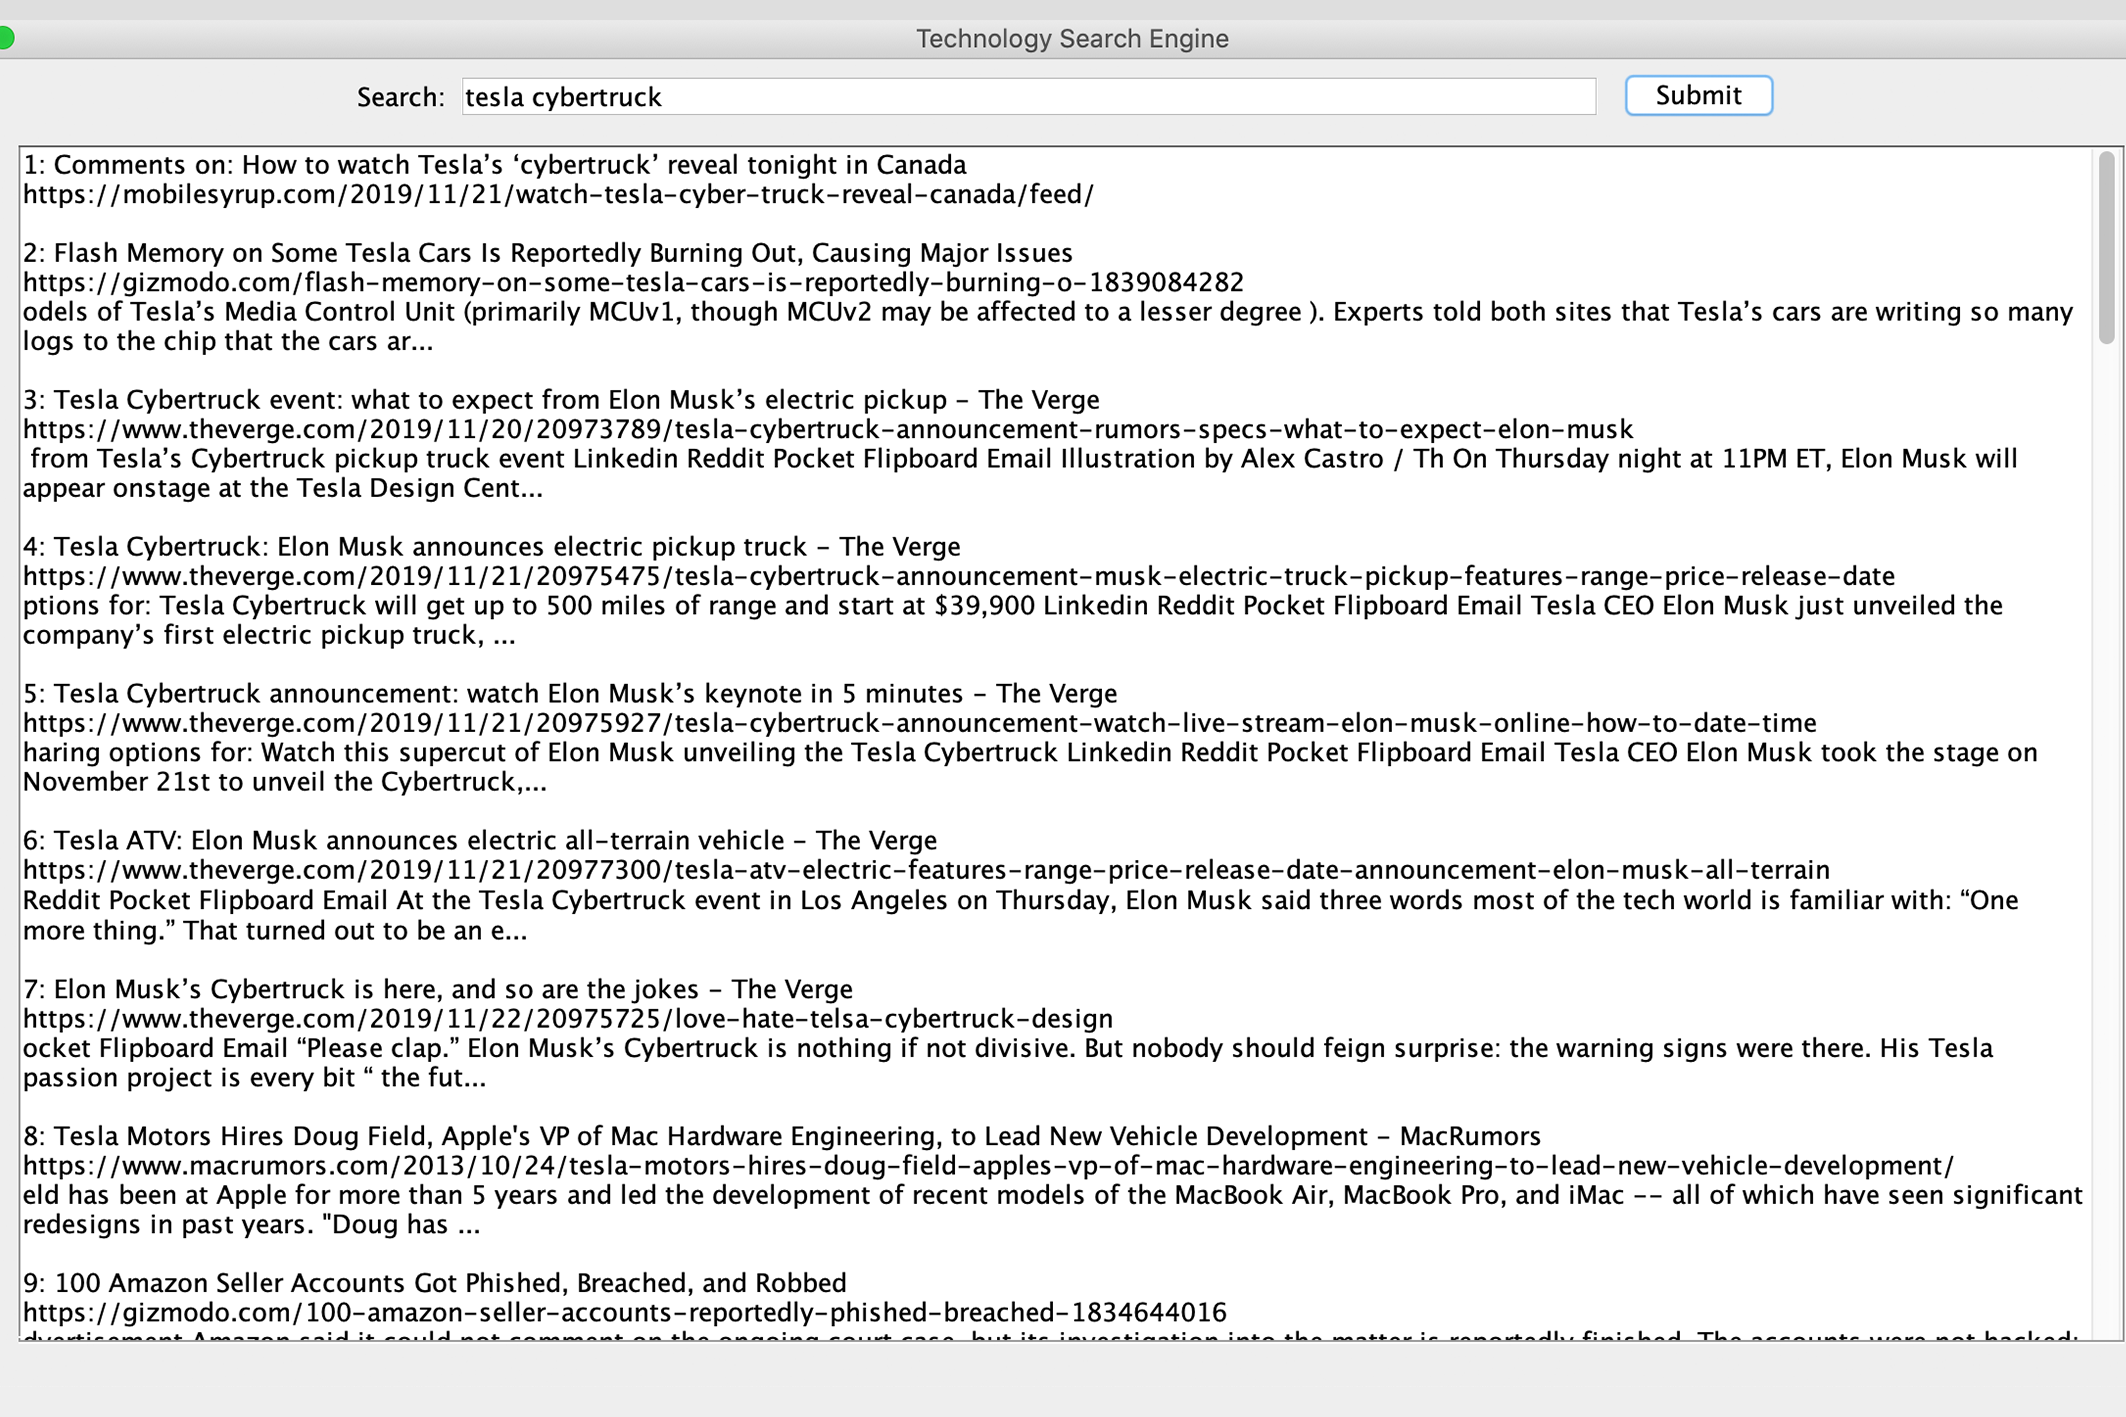 Technology Search Engine
Search: tesla cybertruck Submit
1: Comments on: How to watch Tesla’s ‘cybertruck’ reveal tonight in Canada
https://mobilesyrup.com/2019/11/21/watch-tesla-cyber-truck-reveal-canada/feed/
2: Flash Memory on Some Tesla Cars Is Reportedly Burning Out, Causing Major Issues
https://gizmodo.com/flash-memory-on-some-tesla-cars-is-reportedly-burning-o-1839084282
odels of Tesla’s Media Control Unit (primarily MCUv1, though MCUv2 may be affected to a lesser degree ). Experts told both sites that Tesla’s cars are writing so many
logs to the chip that the cars ar...
3: Tesla Cybertruck event: what to expect from Elon Musk’s electric pickup – The Verge
https://www.theverge.com/2019/11/20/20973789/tesla-cybertruck-announcement-rumors-specs-what-to-expect-elon-musk
from Tesla’s Cybertruck pickup truck event Linkedin Reddit Pocket Flipboard Email Illustration by Alex Castro / Th On Thursday night at 11PM ET, Elon Musk will
appear onstage at the Tesla Design Cent...
4: Tesla Cybertruck: Elon Musk announces electric pickup truck – The Verge
https://www.theverge.com/2019/11/21/20975475/tesla-cybertruck-announcement-musk-electric-truck-pickup-features-range-price-release-date
ptions for: Tesla Cybertruck will get up to 500 miles of range and start at $39,900 Linkedin Reddit Pocket Flipboard Email Tesla CEO Elon Musk just unveiled the
company’s first electric pickup truck, ...
5: Tesla Cybertruck announcement: watch Elon Musk’s keynote in 5 minutes – The Verge
https://www.theverge.com/2019/11/21/20975927/tesla-cybertruck-announcement-watch-live-stream-elon-musk-online-how-to-date-time
haring options for: Watch this supercut of Elon Musk unveiling the Tesla Cybertruck Linkedin Reddit Pocket Flipboard Email Tesla CEO Elon Musk took the stage on
November 21st to unveil the Cybertruck,...
6: Tesla ATV: Elon Musk announces electric all-terrain vehicle – The Verge
https://www.theverge.com/2019/11/21/20977300/tesla-atv-electric-features-range-price-release-date-announcement-elon-musk-all-terrain
Reddit Pocket Flipboard Email At the Tesla Cybertruck event in Los Angeles on Thursday, Elon Musk said three words most of the tech world is familiar with: “One
more thing.” That turned out to be an e...
7: Elon Musk’s Cybertruck is here, and so are the jokes – The Verge
https://www.theverge.com/2019/11/22/20975725/love-hate-telsa-cybertruck-design
ocket Flipboard Email “Please clap.” Elon Musk’s Cybertruck is nothing if not divisive. But nobody should feign surprise: the warning signs were there. His Tesla
passion project is every bit “ the fut...
8: Tesla Motors Hires Doug Field, Apple's VP of Mac Hardware Engineering, to Lead New Vehicle Development – MacRumors
https://www.macrumors.com/2013/10/24/tesla-motors-hires-doug-field-apples-vp-of-mac-hardware-engineering-to-lead-new-vehicle-development/
eld has been at Apple for more than 5 years and led the development of recent models of the MacBook Air, MacBook Pro, and iMac -- all of which have seen significant
redesigns in past years. "Doug has ...
9: 100 Amazon Seller Accounts Got Phished, Breached, and Robbed
https://gizmodo.com/100-amazon-seller-accounts-reportedly-phished-breached-1834644016
dvertisement Amazon said it could not comment on the ongoing court case, but its investigation into the matter is reportedly finished. The accounts were not hacked;